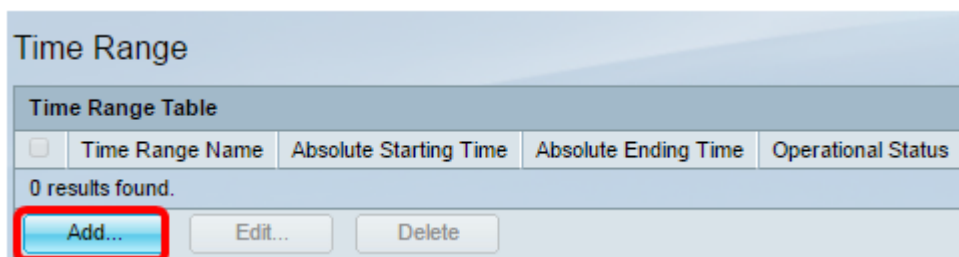 Time Range
Time Range Table
Time Range Name Absolute Starting Time Absolute Ending Time Operational Status
0 results found.
Add... Edit... Delete